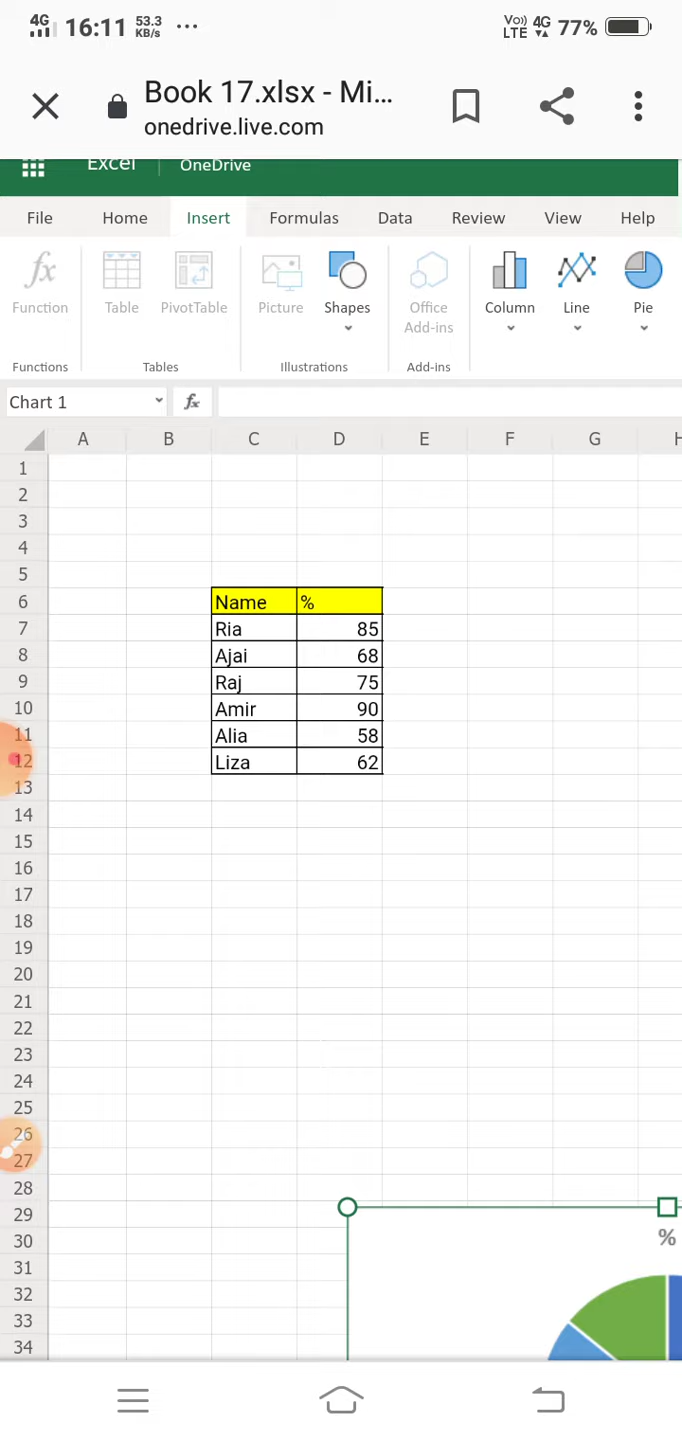 4G 16:11 53.3 KB/s ... Vo) LTE 4G 77%
Book 17.xlsx - Mi...
onedrive.live.com
Excel OneDrive
File Home Insert Formulas Data Review View Help
fx
Function Table PivotTable Picture Shapes Office Add-ins Column Line Pie
Functions Tables Illustrations Add-ins
Chart 1 fx
A B C D E F G H
1
2
3
4
5
6 Name %
7 Ria 85
8 Ajai 68
9 Raj 75
10 Amir 90
11 Alia 58
12 Liza 62
13
14
15
16
17
18
19
20
21
22
23
24
25
26
27
28
29
30 %
31
32
33
34